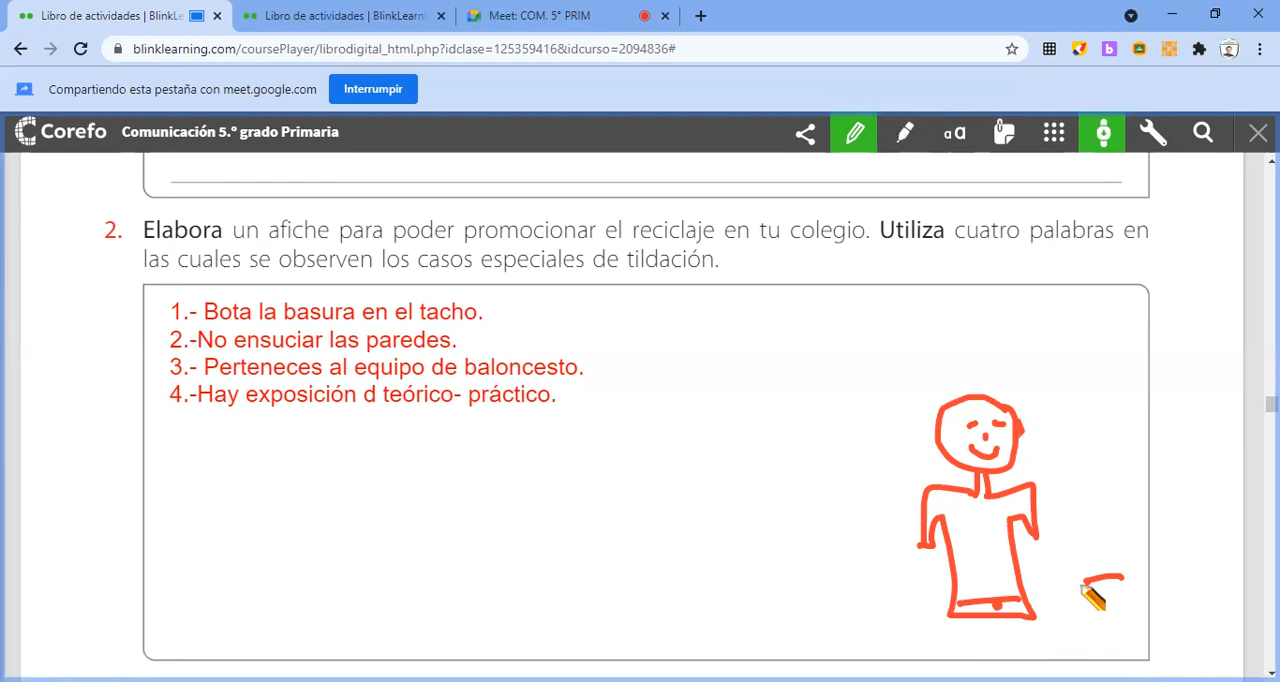 Libro de actividades | BlinkLe
Libro de actividades | BlinkLearn
Meet: COM. 5° PRIM
blinklearning.com/coursePlayer/librodigital_html.php?idclase=125359416&idcurso=2094836#
Compartiendo esta pestaña con meet.google.com
Interrumpir
Corefo
Comunicación 5.º grado Primaria
a a
2. Elabora un afiche para poder promocionar el reciclaje en tu colegio. Utiliza cuatro palabras en
las cuales se observen los casos especiales de tildación.
1.- Bota la basura en el tacho.
2.-No ensuciar las paredes.
3.- Perteneces al equipo de baloncesto.
4.-Hay exposición d teórico- práctico.